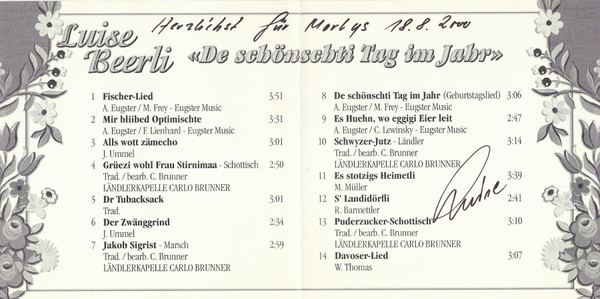 Herzlichst für Morlys 18.8.2000
Luise Beerli
«De schönschti Tag im Jahr»
1 Fischer-Lied 3:51
A. Eugster / M. Frey - Eugster Music
2 Mir bliibed Optimischte 3:31
A. Eugster / F. Lienhard - Eugster Music
3 Alls wott zämecho 3:01
J. Ummel
4 Grüezi wohl Frau Stirnimaa - Schottisch 2:50
Trad. / bearb. C. Brunner
LÄNDLERKAPELLE CARLO BRUNNER
5 Dr Tubacksack 3:01
Trad.
6 Der Zwänggrind 2:34
J. Ummel
7 Jakob Sigrist - Marsch 2:59
Trad. / bearb. C. Brunner
LÄNDLERKAPELLE CARLO BRUNNER
8 De schönschti Tag im Jahr (Geburtstagslied) 3:06
A. Eugster / M. Frey - Eugster Music
9 Es Huehn, wo eggigi Eier leit 2:47
A. Eugster / C. Lewinsky - Eugster Music
10 Schwyzer-Jutz - Ländler 3:14
Trad. / bearb. C. Brunner
LÄNDLERKAPELLE CARLO BRUNNER
11 Es stotzigs Heimetli 3:39
M. Müller
12 S' Landidörfli 2:41
R. Barmettler
13 Puderzucker-Schottisch 3:10
Trad. / bearb. C. Brunner
LÄNDLERKAPELLE CARLO BRUNNER
14 Davoser-Lied 3:07
W. Thomas
Luise